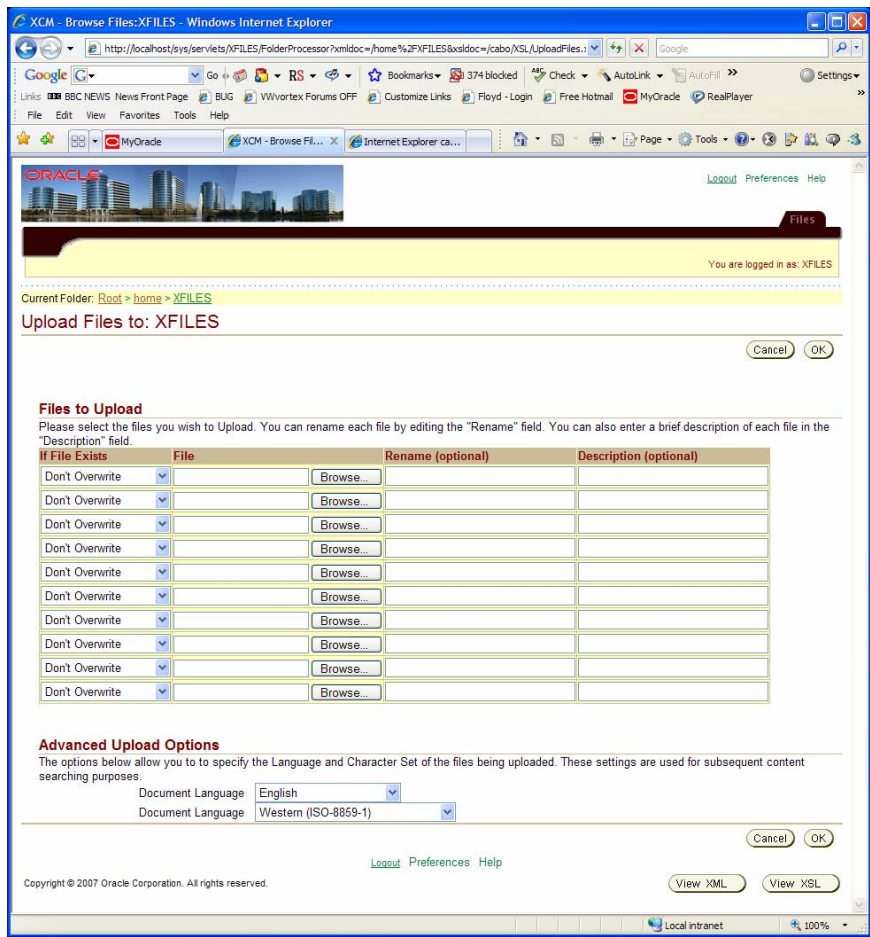 XCM - Browse Files:XFILES - Windows Internet Explorer
http://localhost/sys/servlets/XFILES/FolderProcessor?xmldoc=/home%2FXFILES&xsldoc=/cabo/XSL/UploadFiles.: Google
Google G Go RS Bookmarks 374 blocked ABC Check AutoLink AutoFill » Settings
Links BBC NEWS News Front Page BUG VWvortex Forums OFF Customize Links Floyd - Login Free Hotmail MyOracle RealPlayer »
File Edit View Favorites Tools Help
MyOracle XCM - Browse Fil... X Internet Explorer ca... Page Tools
ORACLE
Logout Preferences Help
Files
You are logged in as: XFILES
Current Folder: Root > home > XFILES
Upload Files to: XFILES
Cancel OK
Files to Upload
Please select the files you wish to Upload. You can rename each file by editing the "Rename" field. You can also enter a brief description of each file in the
"Description" field.
If File Exists File Rename (optional) Description (optional)
Don't Overwrite Browse...
Don't Overwrite Browse...
Don't Overwrite Browse...
Don't Overwrite Browse...
Don't Overwrite Browse...
Don't Overwrite Browse...
Don't Overwrite Browse...
Don't Overwrite Browse...
Don't Overwrite Browse...
Don't Overwrite Browse...
Advanced Upload Options
The options below allow you to to specify the Language and Character Set of the files being uploaded. These settings are used for subsequent content
searching purposes.
Document Language English
Document Language Western (ISO-8859-1)
Cancel OK
Logout Preferences Help
Copyright © 2007 Oracle Corporation. All rights reserved. View XML View XSL
Local intranet 100%